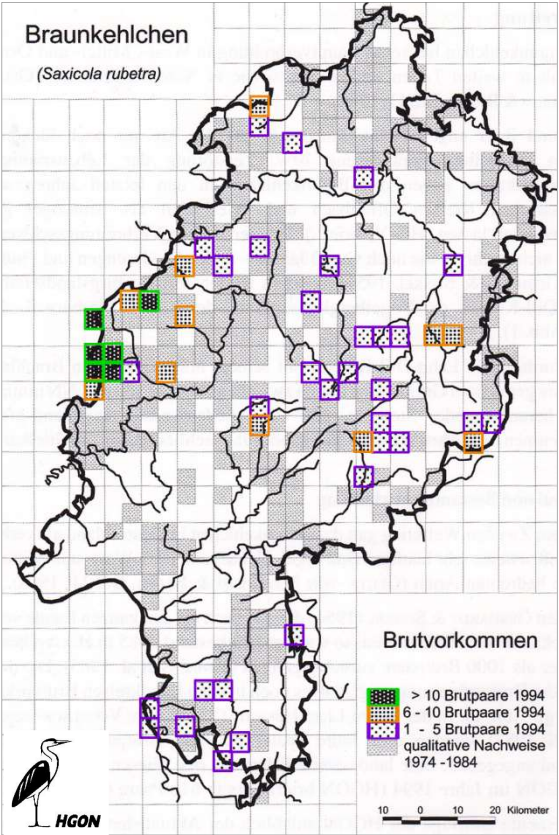 Braunkehlchen
(Saxicola rubetra)
Brutvorkommen
> 10 Brutpaare 1994
6 - 10 Brutpaare 1994
1 - 5 Brutpaare 1994
qualitative Nachweise
1974 -1984
10 0 10 20 Kilometer
HGON